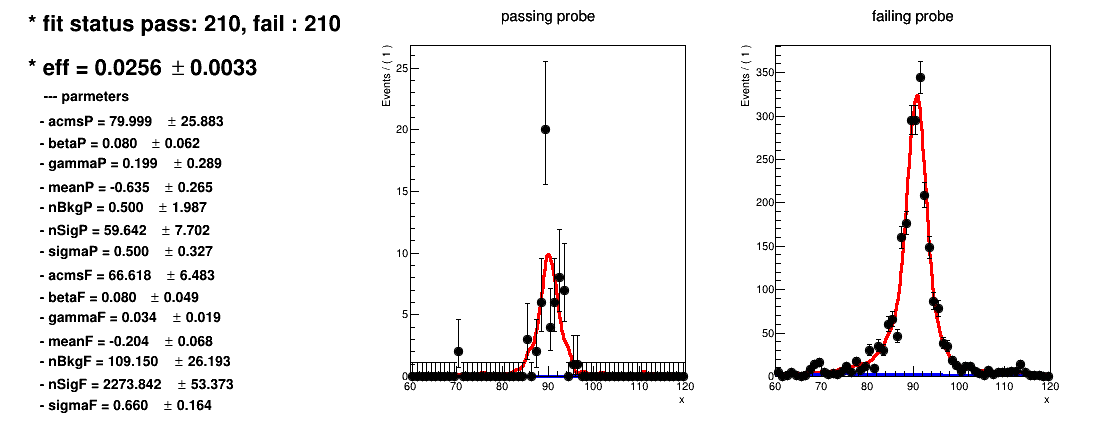 * fit status pass: 210, fail : 210
* eff = 0.0256 ± 0.0033
--- parmeters
- acmsP = 79.999 ± 25.883
- betaP = 0.080 ± 0.062
- gammaP = 0.199 ± 0.289
- meanP = -0.635 ± 0.265
- nBkgP = 0.500 ± 1.987
- nSigP = 59.642 ± 7.702
- sigmaP = 0.500 ± 0.327
- acmsF = 66.618 ± 6.483
- betaF = 0.080 ± 0.049
- gammaF = 0.034 ± 0.019
- meanF = -0.204 ± 0.068
- nBkgF = 109.150 ± 26.193
- nSigF = 2273.842 ± 53.373
- sigmaF = 0.660 ± 0.164
passing probe
Events / ( 1 )
25
20
15
10
5
0
60 70 80 90 100 110 120
x
failing probe
Events / ( 1 )
350
300
250
200
150
100
50
0
60 70 80 90 100 110 120
x